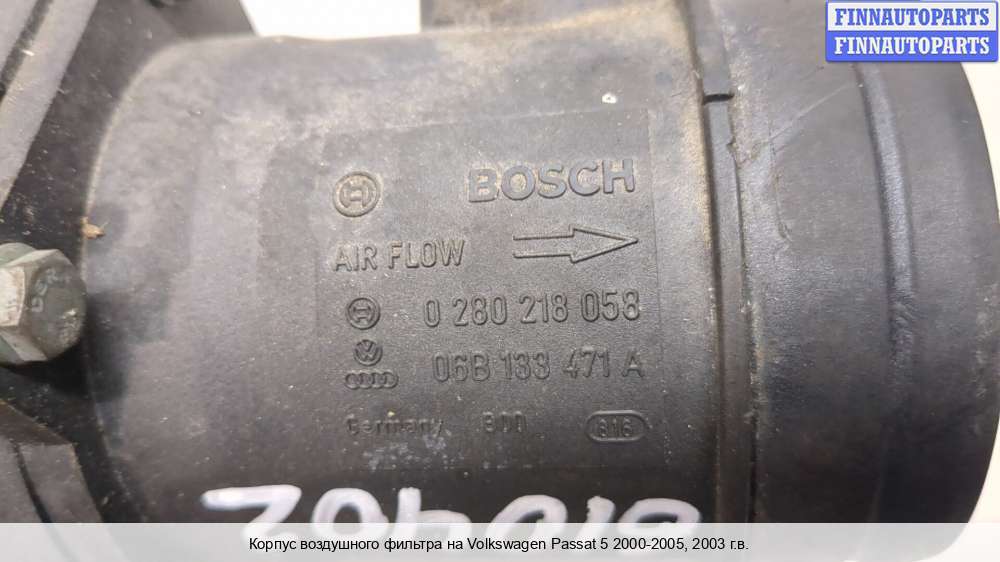 FINNAUTOPARTS
FINNAUTOPARTS
BOSCH
AIR FLOW
0 280 218 058
06B 133 471 A
Germany
Корпус воздушного фильтра на Volkswagen Passat 5 2000-2005, 2003 г.в.